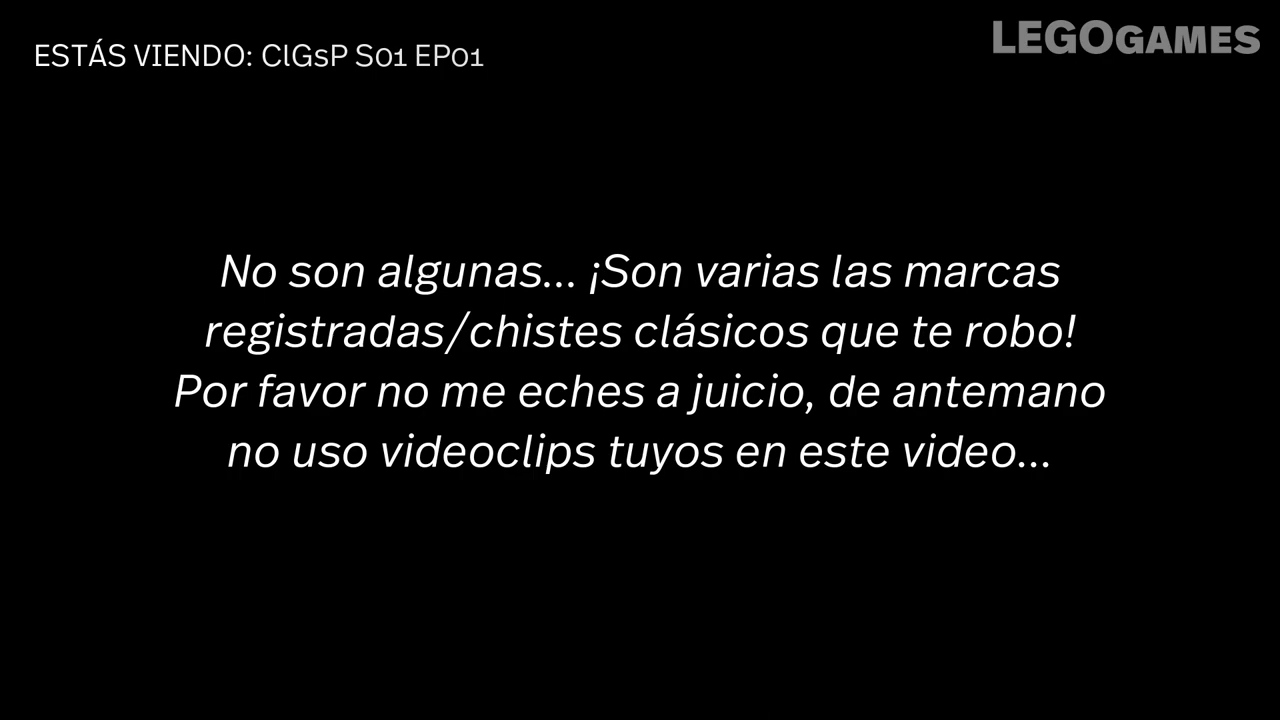 ESTÁS VIENDO: ClGsP S01 EP01
LEGOGAMES
No son algunas... ¡Son varias las marcas
registradas/chistes clásicos que te robo!
Por favor no me eches a juicio, de antemano
no uso videoclips tuyos en este video...